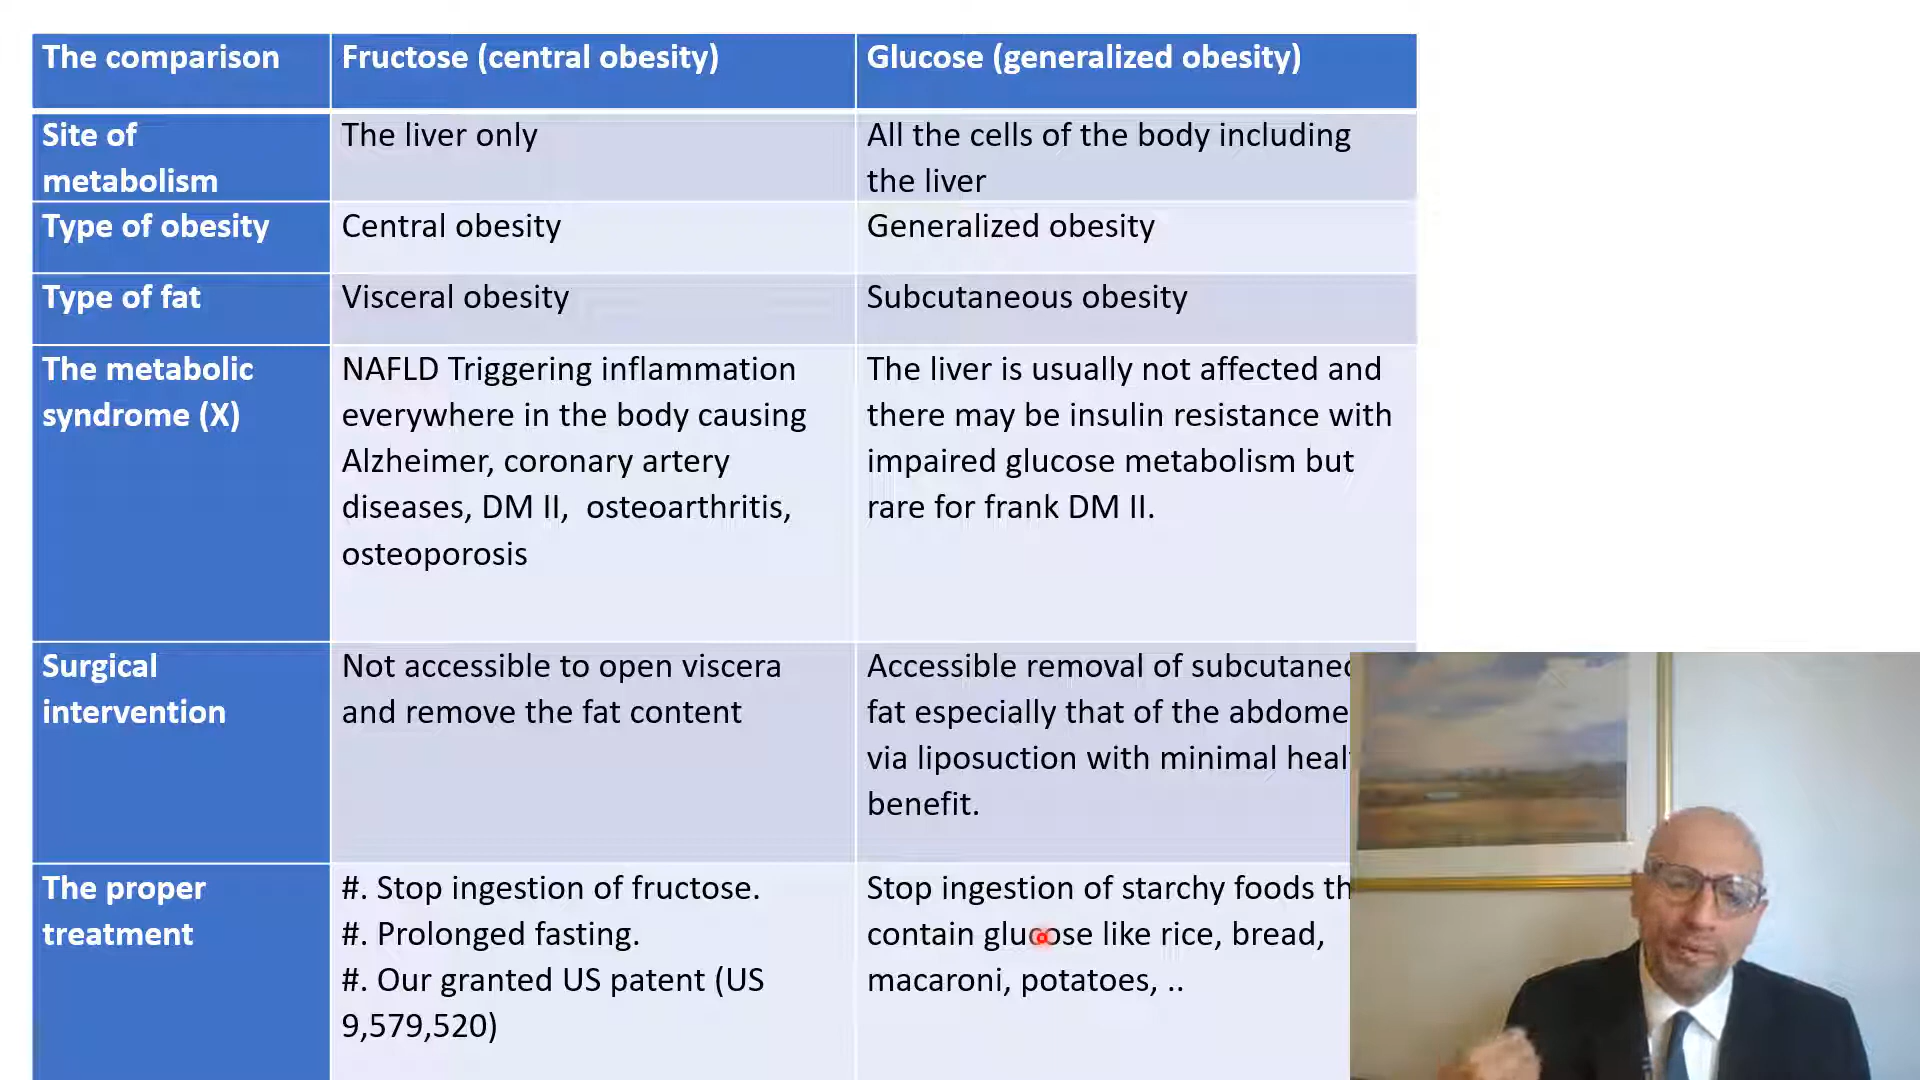 The comparison
Fructose (central obesity)
Glucose (generalized obesity)
Site of
metabolism
The liver only
All the cells of the body including
the liver
Type of obesity
Central obesity
Generalized obesity
Type of fat
Visceral obesity
Subcutaneous obesity
The metabolic
syndrome (X)
NAFLD Triggering inflammation
everywhere in the body causing
Alzheimer, coronary artery
diseases, DM II,  osteoarthritis,
osteoporosis
The liver is usually not affected and
there may be insulin resistance with
impaired glucose metabolism but
rare for frank DM II.
Surgical
intervention
Not accessible to open viscera
and remove the fat content
Accessible removal of
fat especially that of the
via liposuction with minimal
benefit.
The proper
treatment
#. Stop ingestion of fructose.
#. Prolonged fasting.
#. Our granted US patent (US
9,579,520)
Stop ingestion of starchy foods
contain glucose like rice, bread,
macaroni, potatoes, ..